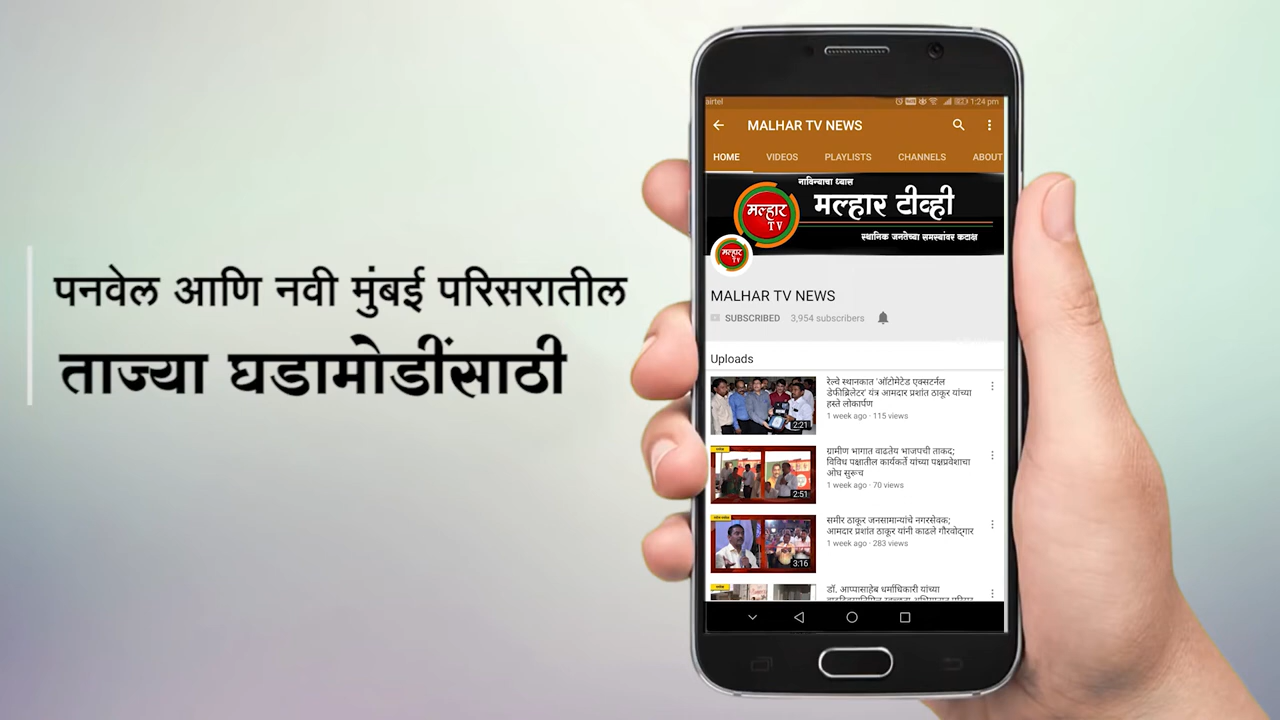 पनवेल आणि नवी मुंबई परिसरातील
ताज्या घडामोडींसाठी
airtel
1:24 pm
MALHAR TV NEWS
HOME VIDEOS PLAYLISTS CHANNELS ABOUT
नाविन्याचा ध्यास
मल्हार टीव्ही
मल्हार
TV
स्थानिक जनतेच्या समस्यांवर कटाक्ष
मल्हार
TV
MALHAR TV NEWS
SUBSCRIBED 3,954 subscribers
Uploads
रेल्वे स्थानकात 'ऑटोमेटेड एक्सटर्नल
डेफीब्रिलेटर' यंत्र आमदार प्रशांत ठाकूर यांच्या
हस्ते लोकार्पण
1 week ago · 115 views
2:21
ग्रामीण भागात वाढतेय भाजपची ताकद;
विविध पक्षातील कार्यकर्ते यांच्या पक्षप्रवेशाचा
ओघ सुरूच
1 week ago · 70 views
2:51
समीर ठाकूर जनसामान्यांचे नगरसेवक;
आमदार प्रशांत ठाकूर यांनी काढले गौरवोद्गार
1 week ago · 283 views
3:16
डॉ. आप्पासाहेब धर्माधिकारी यांच्या